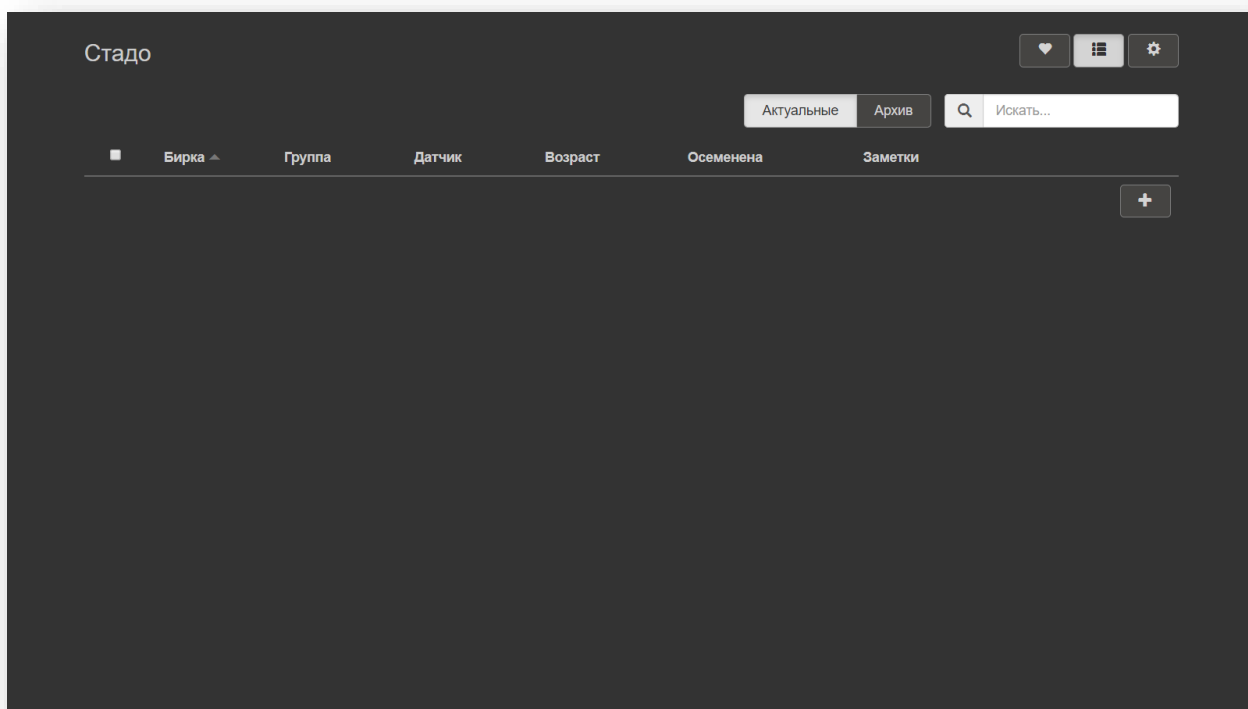 Стадо
Актуальные Архив Искать...
Бирка Группа Датчик Возраст Осеменена Заметки